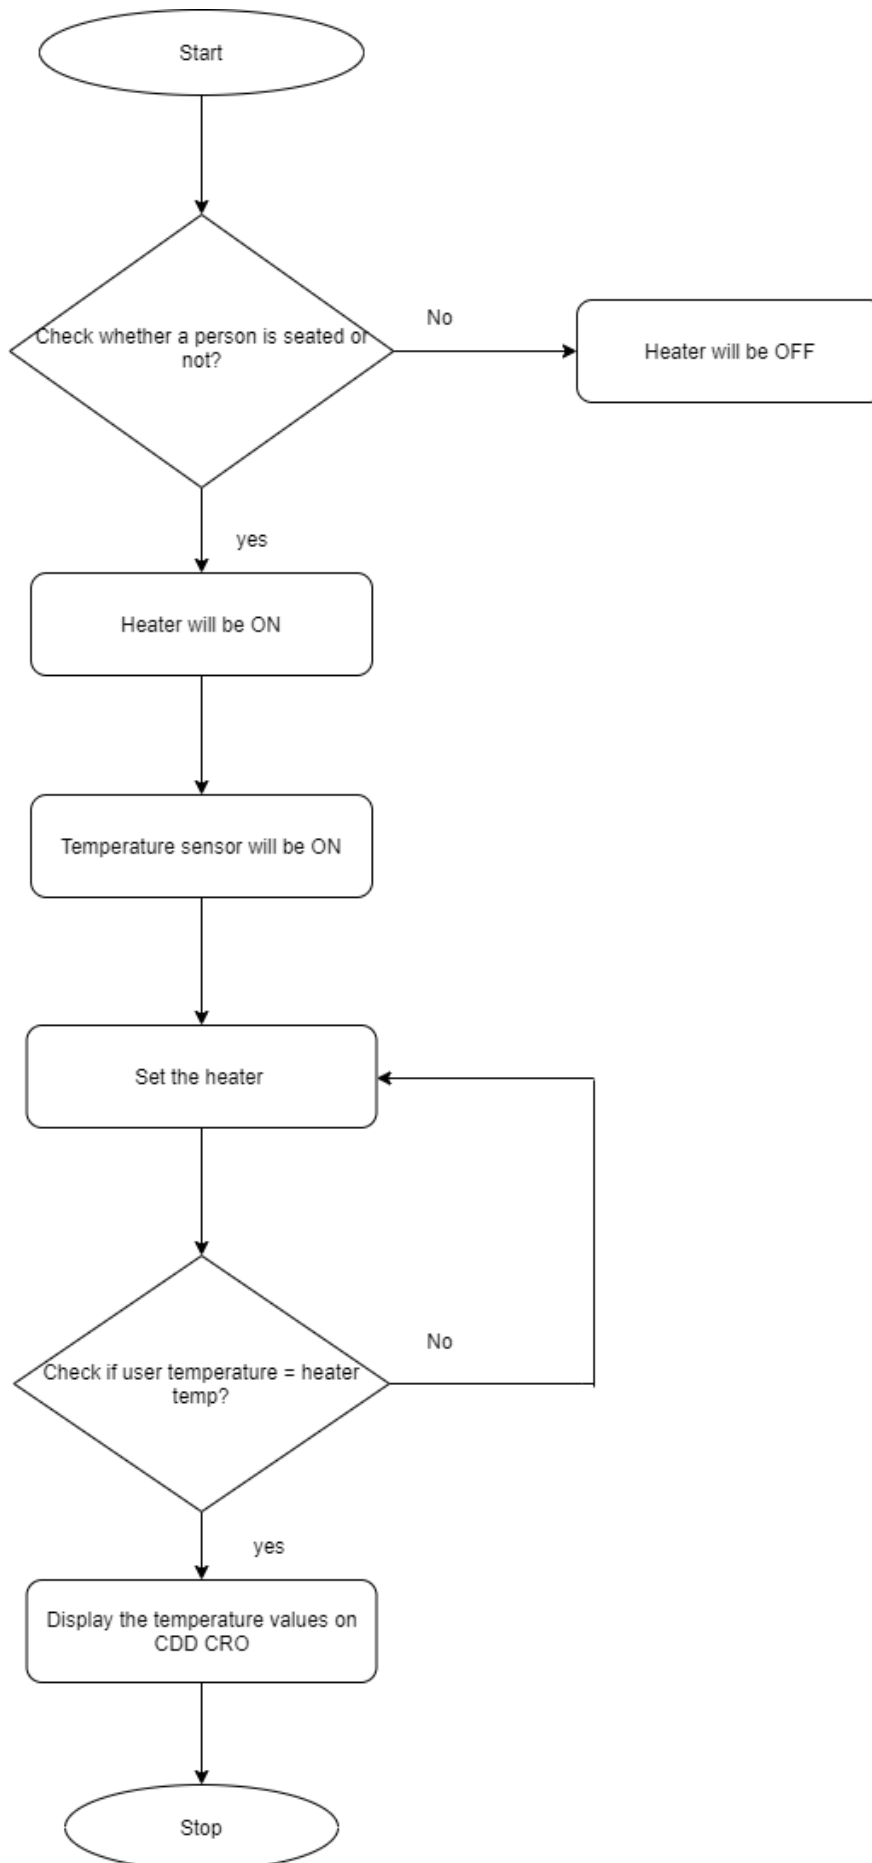 Start
Check whether a person is seated or
not?
No
Heater will be OFF
yes
Heater will be ON
Temperature sensor will be ON
Set the heater
Check if user temperature = heater
temp?
No
yes
Display the temperature values on
CDD CRO
Stop